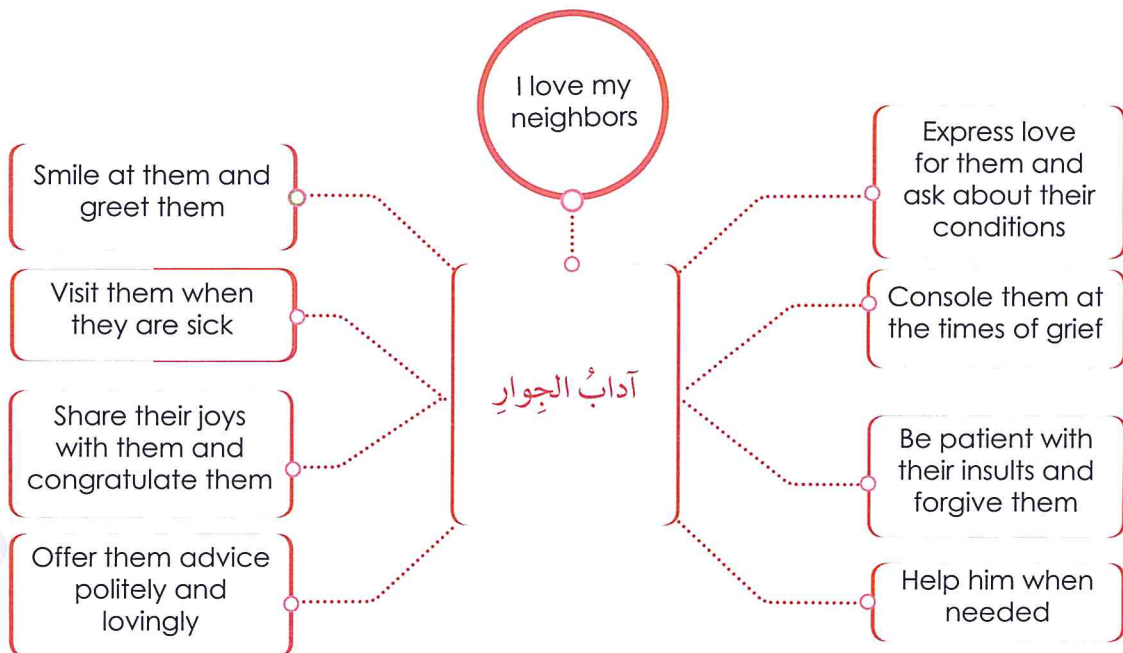 I love my
neighbors
Smile at them and
greet them
Visit them when
they are sick
Share their joys
with them and
congratulate them
Offer them advice
politely and
lovingly
آدابُ الجِوارِ
Express love
for them and
ask about their
conditions
Console them at
the times of grief
Be patient with
their insults and
forgive them
Help him when
needed